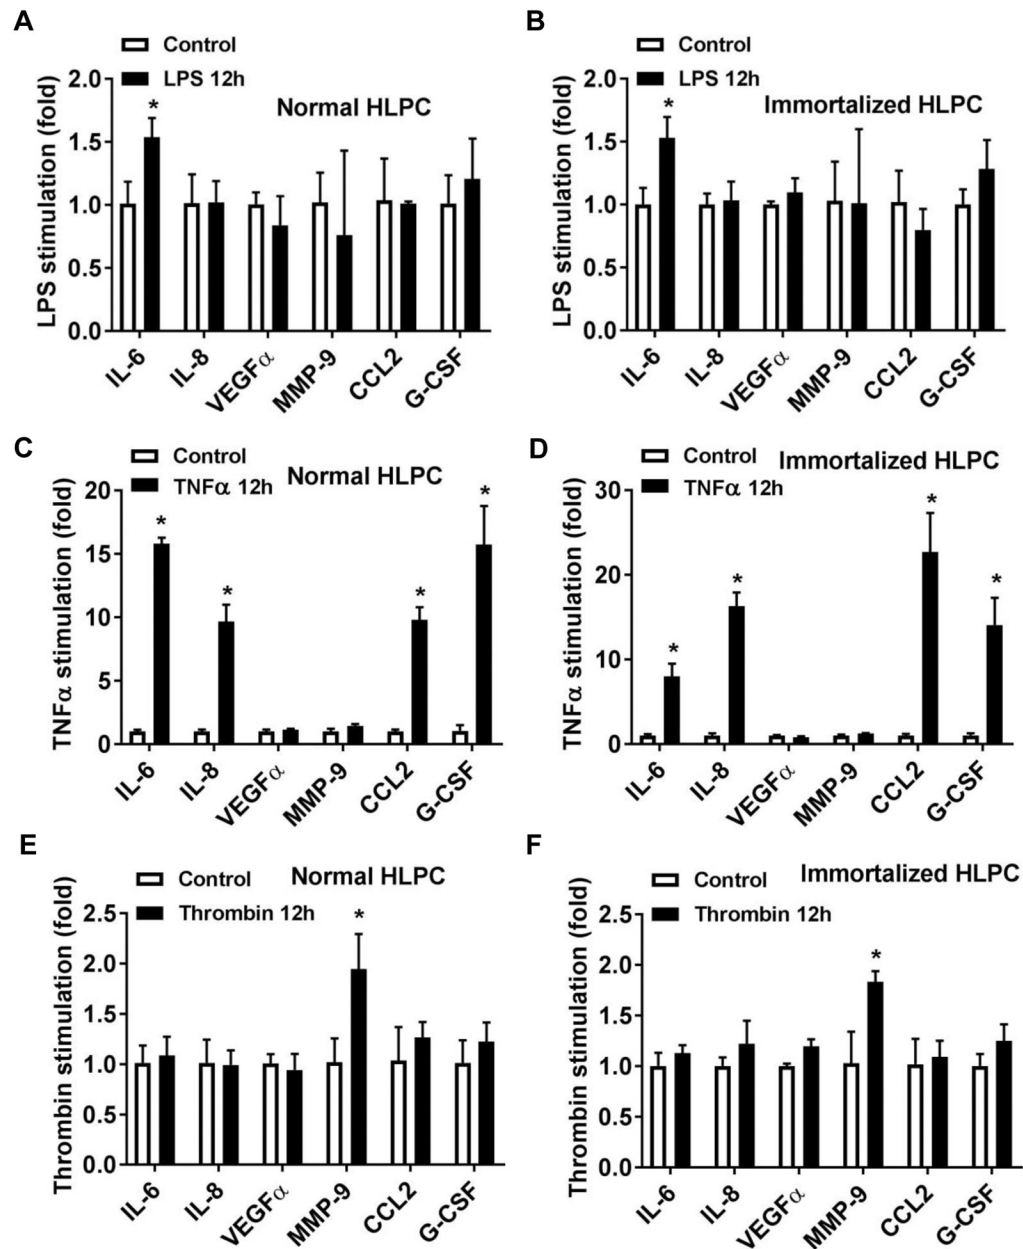 A
Control
LPS 12h
Normal HLPC
LPS stimulation (fold)
2.0
*
1.5
1.0
0.5
0.0
IL-6
IL-8
VEGFα
MMP-9
CCL2
G-CSF
B
Control
LPS 12h
Immortalized HLPC
LPS stimulation (fold)
2.0
*
1.5
1.0
0.5
0.0
IL-6
IL-8
VEGFα
MMP-9
CCL2
G-CSF
C
Control
TNFα 12h
Normal HLPC
TNFα stimulation (fold)
20
* * * *
15
10
5
0
IL-6
IL-8
VEGFα
MMP-9
CCL2
G-CSF
D
Control
TNFα 12h
Immortalized HLPC
TNFα stimulation (fold)
30
* * * *
20
10
0
IL-6
IL-8
VEGFα
MMP-9
CCL2
G-CSF
E
Control
Thrombin 12h
Normal HLPC
Thrombin stimulation (fold)
2.5
*
2.0
1.5
1.0
0.5
0.0
IL-6
IL-8
VEGFα
MMP-9
CCL2
G-CSF
F
Control
Thrombin 12h
Immortalized HLPC
Thrombin stimulation (fold)
2.5
*
2.0
1.5
1.0
0.5
0.0
IL-6
IL-8
VEGFα
MMP-9
CCL2
G-CSF